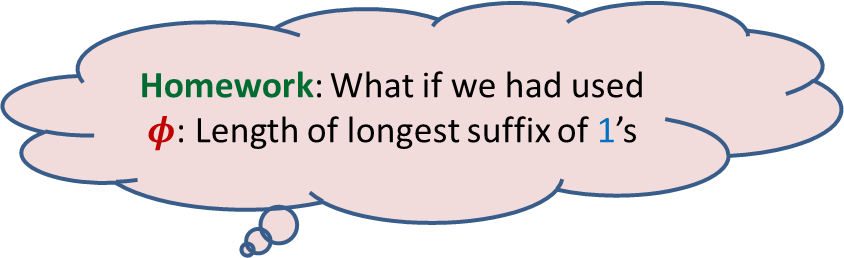 Homework: What if we had used
ϕ: Length of longest suffix of 1’s